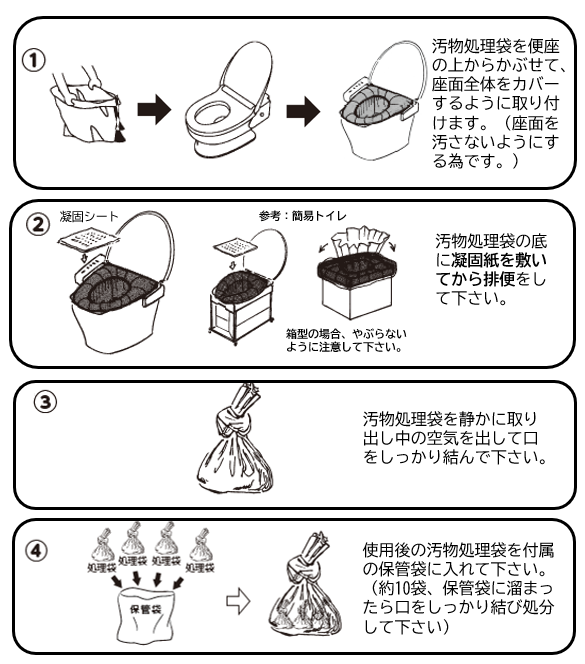 ①
汚物処理袋を便座
の上からかぶせて、
座面全体をカバー
するように取り付
けます。（座面を
汚さないようにす
る為です。）
②
凝固シート
参考：簡易トイレ
箱型の場合、やぶらない
ように注意して下さい。
汚物処理袋の底
に凝固紙を敷い
てから排便をし
て下さい。
③
汚物処理袋を静かに取り
出し中の空気を出して口
をしっかり結んで下さい。
④
処理袋
処理袋
処理袋
処理袋
保管袋
使用後の汚物処理袋を付属
の保管袋に入れて下さい。
（約10袋、保管袋に溜まっ
たら口をしっかり結び処分
して下さい）